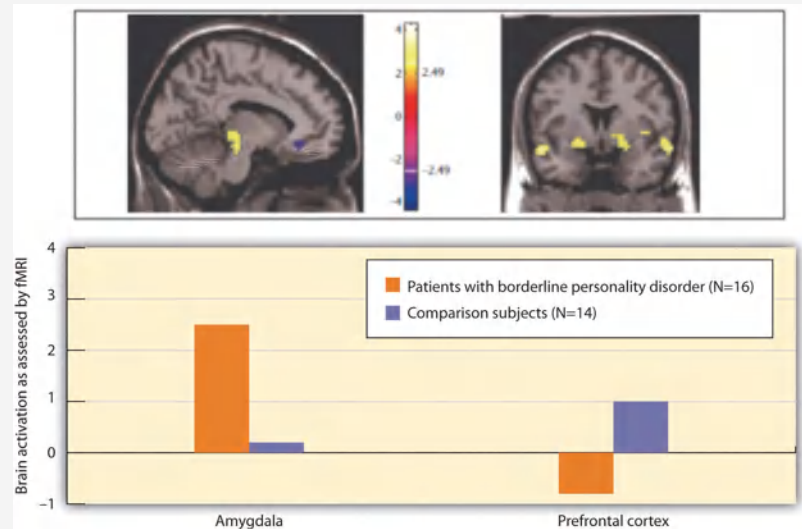 4
2
2.49
0
-2
-2.49
-4
4
3
2
1
0
–1
Brain activation as assessed by fMRI
Patients with borderline personality disorder (N=16)
Comparison subjects (N=14)
Amygdala
Prefrontal cortex